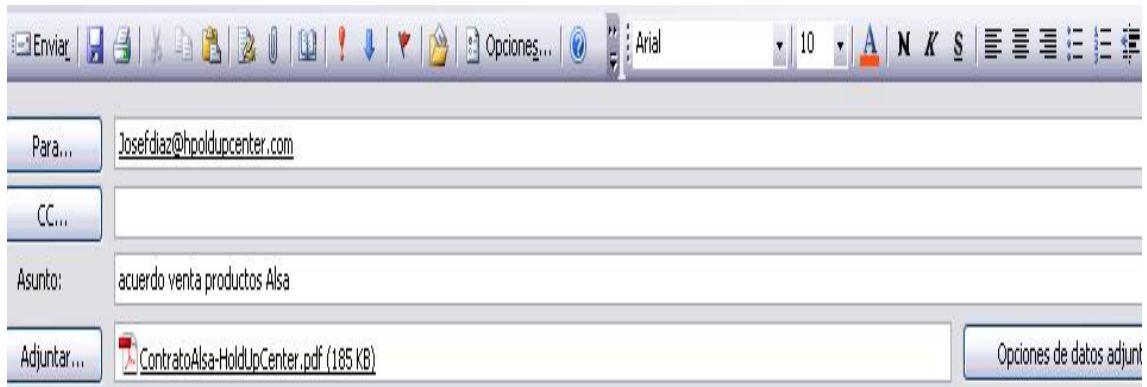 Enviar Opciones... Arial 10 A N K S
Para... Josefdiaz@hpoldupcenter.com
CC...
Asunto: acuerdo venta productos Alsa
Adjuntar... ContratoAlsa-HoldUpCenter.pdf (185 KB) Opciones de datos adjunt